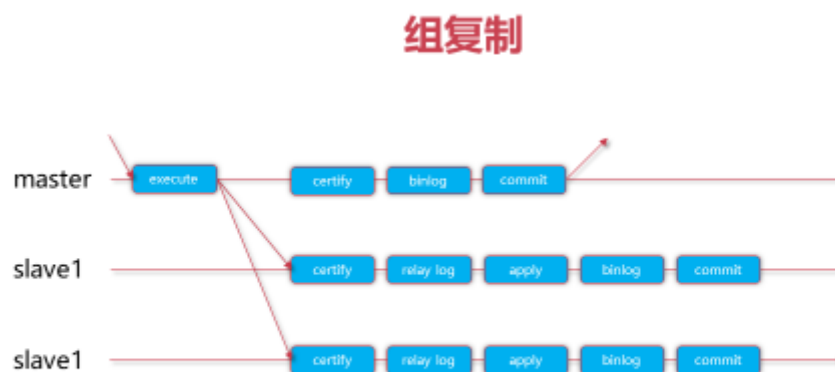 组复制
master execute certify binlog commit
slave1 certify relay log apply binlog commit
slave1 certify relay log apply binlog commit